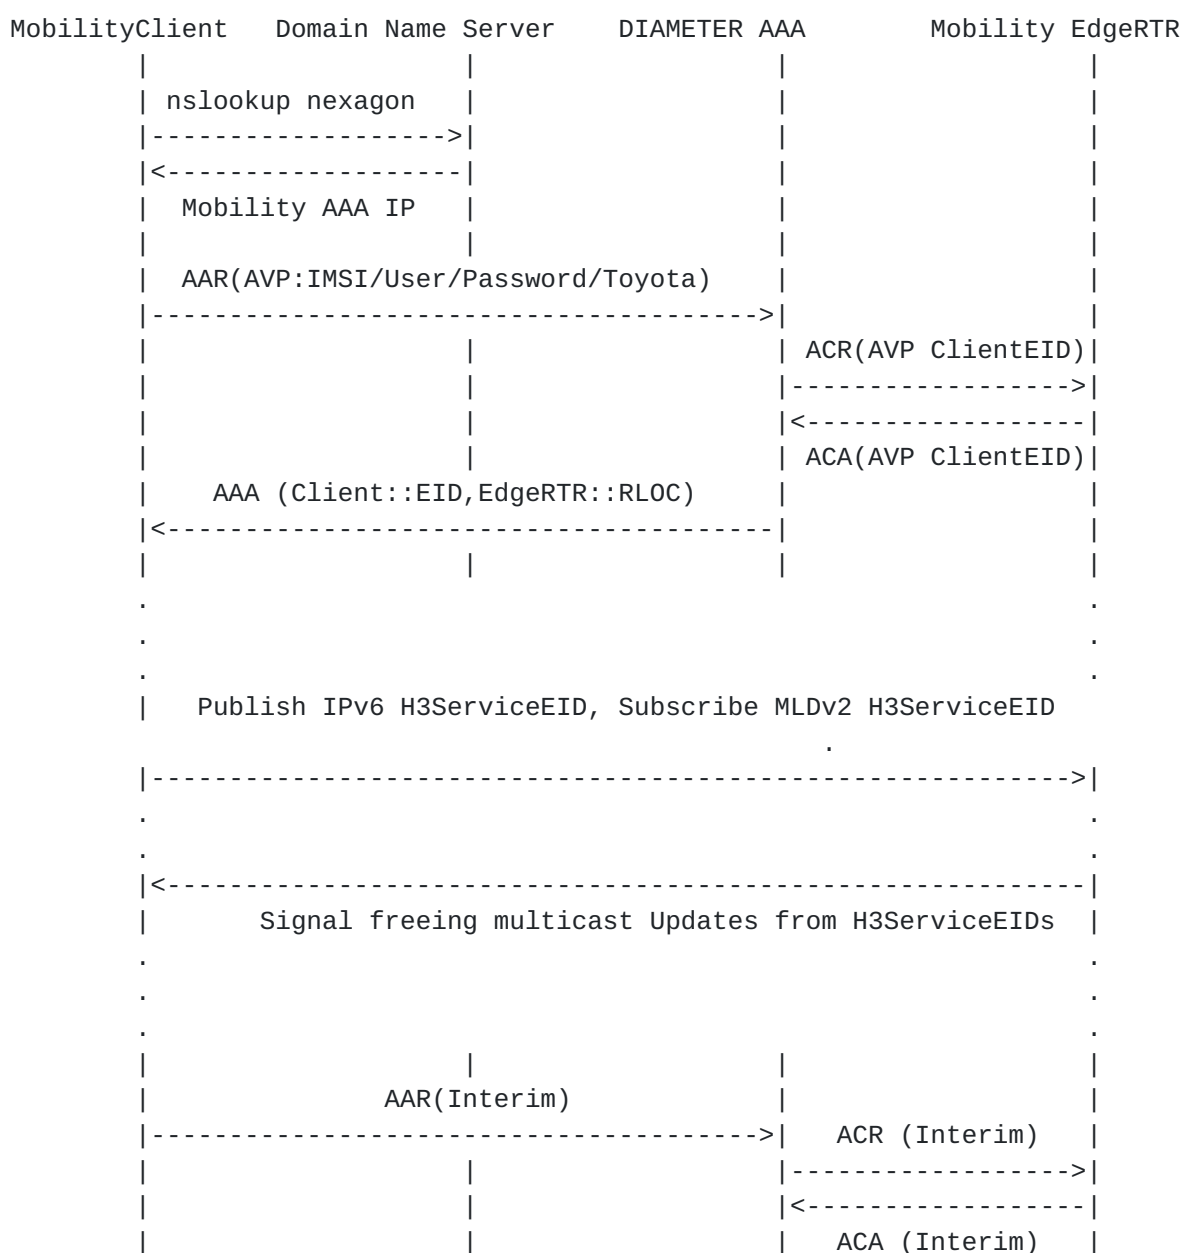 MobilityClient   Domain Name Server    DIAMETER AAA        Mobility EdgeRTR
        |                    |                   |                   |
        | nslookup nexagon   |                   |                   |
        |------------------->|                   |                   |
        |<-------------------|                   |                   |
        |  Mobility AAA IP   |                   |                   |
        |                    |                   |                   |
        |  AAR(AVP:IMSI/User/Password/Toyota)    |                   |
        |--------------------------------------->|                   |
        |                    |                   | ACR(AVP ClientEID)|
        |                    |                   |------------------>|
        |                    |                   |<------------------|
        |                    |                   | ACA(AVP ClientEID)|
        |    AAA (Client::EID,EdgeRTR::RLOC)     |                   |
        |<---------------------------------------|                   |
        |                    |                   |                   |
        .                                                            .
        .                                                            .
        .                                                            .
        |   Publish IPv6 H3ServiceEID, Subscribe MLDv2 H3ServiceEID
                                                    .
        |----------------------------------------------------------->|
        .                                                            .
        .                                                            .
        |<-----------------------------------------------------------|
        |       Signal freeing multicast Updates from H3ServiceEIDs  |
        .                                                            .
        .                                                            .
        .                                                            .
        |                    |                   |                   |
        |               AAR(Interim)             |                   |
        |--------------------------------------->|   ACR (Interim)   |
        |                    |                   |------------------>|
        |                    |                   |<------------------|
        |                    |                   |   ACA (Interim)   |